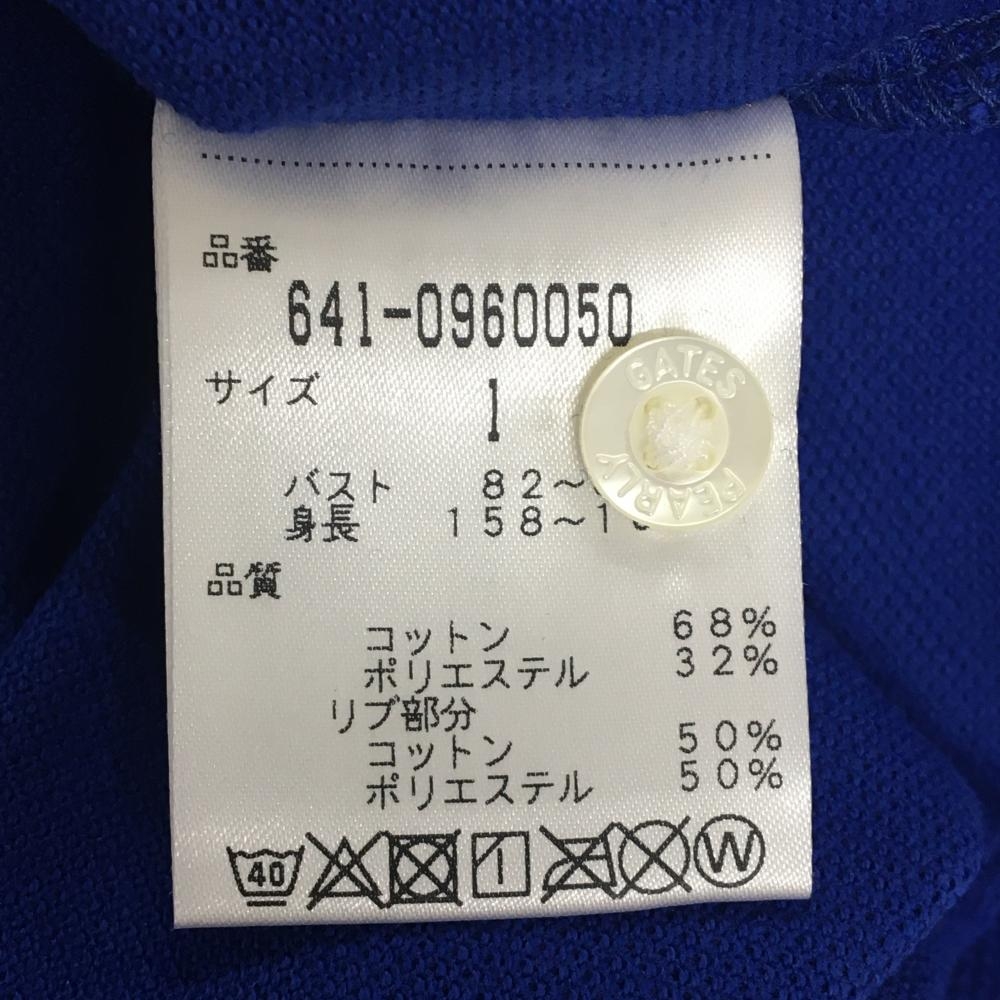 品番
641-0960050
サイズ 1
バスト 82～
身長 158～1
品質
コットン 68%
ポリエステル 32%
リブ部分
コットン 50%
ポリエステル 50%
40 W
GATES
PEARLY